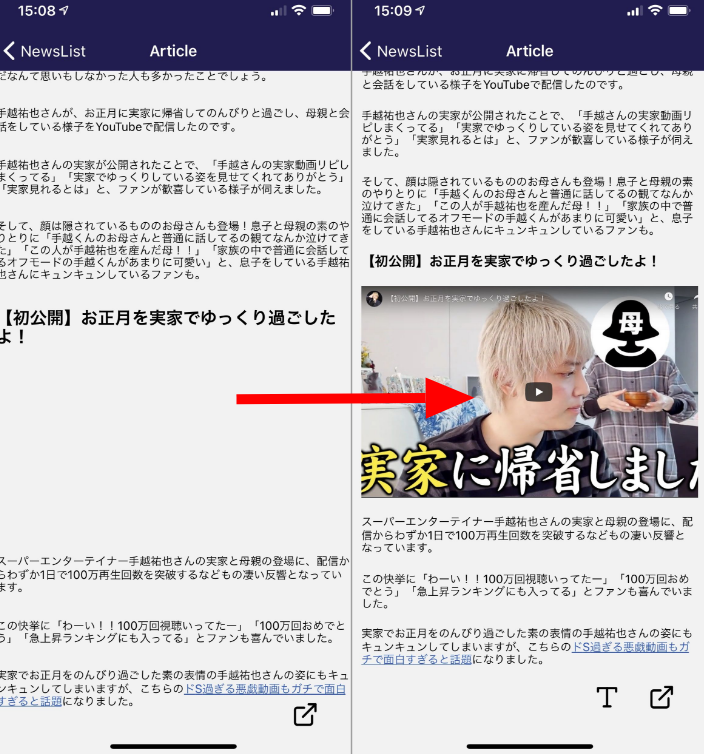 15:08
NewsList
Article
だなんて思いもしなかった人も多かったことでしょう。
手越祐也さんが、お正月に実家に帰省してのんびりと過ごし、母親と会
話をしている様子をYouTubeで配信したのです。
手越祐也さんの実家が公開されたことで、「手越さんの実家動画リピし
まくってる」「実家でゆっくりしている姿を見せてくれてありがとう」
「実家見れるとは」と、ファンが歓喜している様子が伺えました。
そして、顔は隠されているもののお母さんも登場！息子と母親の素のや
りとりに「手越くんのお母さんと普通に話してるの観てなんか泣けてき
た」「この人が手越祐也を産んだ母！！」「家族の中で普通に会話して
るオフモードの手越くんがあまりに可愛い」と、息子をしている手越祐
也さんにキュンキュンしているファンも。
【初公開】お正月を実家でゆっくり過ごした
よ！
スーパーエンターテイナー手越祐也さんの実家と母親の登場に、配信か
らわずか1日で100万再生回数を突破するなどもの凄い反響となってい
ます。
この快挙に「わーい！！100万回視聴いってたー」「100万回おめでと
う」「急上昇ランキングにも入ってる」とファンも喜んでいました。
実家でお正月をのんびり過ごした素の表情の手越祐也さんの姿にもキュ
ンキュンしてしまいますが、こちらのドS過ぎる悪戯動画もガチで面白
すぎると話題になりました。
15:09
NewsList
Article
手越祐也さんが、お正月に実家に帰省してのんびりと過ごし、母親
と会話をしている様子をYouTubeで配信したのです。
手越祐也さんの実家が公開されたことで、「手越さんの実家動画リ
ピしまくってる」「実家でゆっくりしている姿を見せてくれてあり
がとう」「実家見れるとは」と、ファンが歓喜している様子が伺え
ました。
そして、顔は隠されているもののお母さんも登場！息子と母親の素
のやりとりに「手越くんのお母さんと普通に話してるの観てなんか
泣けてきた」「この人が手越祐也を産んだ母！！」「家族の中で普
通に会話してるオフモードの手越くんがあまりに可愛い」と、息子
をしている手越祐也さんにキュンキュンしているファンも。
【初公開】お正月を実家でゆっくり過ごしたよ！
【初公開】お正月を実家でゆっくり過ごしたよ！
母
実家に帰省しまし
スーパーエンターテイナー手越祐也さんの実家と母親の登場に、配
信からわずか1日で100万再生回数を突破するなどもの凄い反響と
なっています。
この快挙に「わーい！！100万回視聴いってたー」「100万回おめ
でとう」「急上昇ランキングにも入ってる」とファンも喜んでいま
した。
実家でお正月をのんびり過ごした素の表情の手越祐也さんの姿にも
キュンキュンしてしまいますが、こちらのドS過ぎる悪戯動画もガ
チで面白すぎると話題になりました。
T